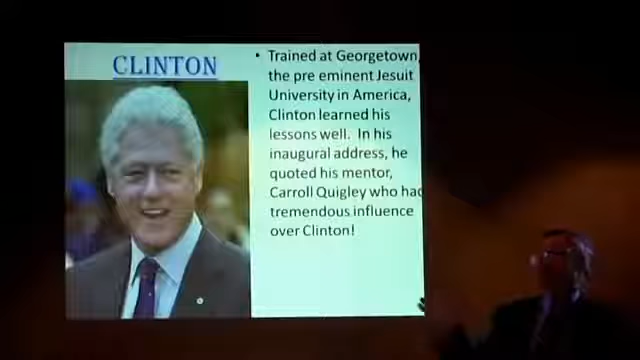 CLINTON
• Trained at Georgetown,
the pre eminent Jesuit
University in America,
Clinton learned his
lessons well. In his
inaugural address, he
quoted his mentor,
Carroll Quigley who had
tremendous influence
over Clinton!